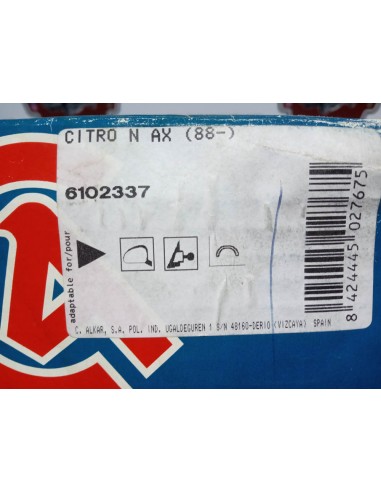 CITRO N AX (88-)
6102337
adaptable for/pour
C. ALKAR, S.A. POL. IND. UGALDEGUREN 1 S/N 48160-DERIO (VIZCAYA) SPAIN
8 424445 027675